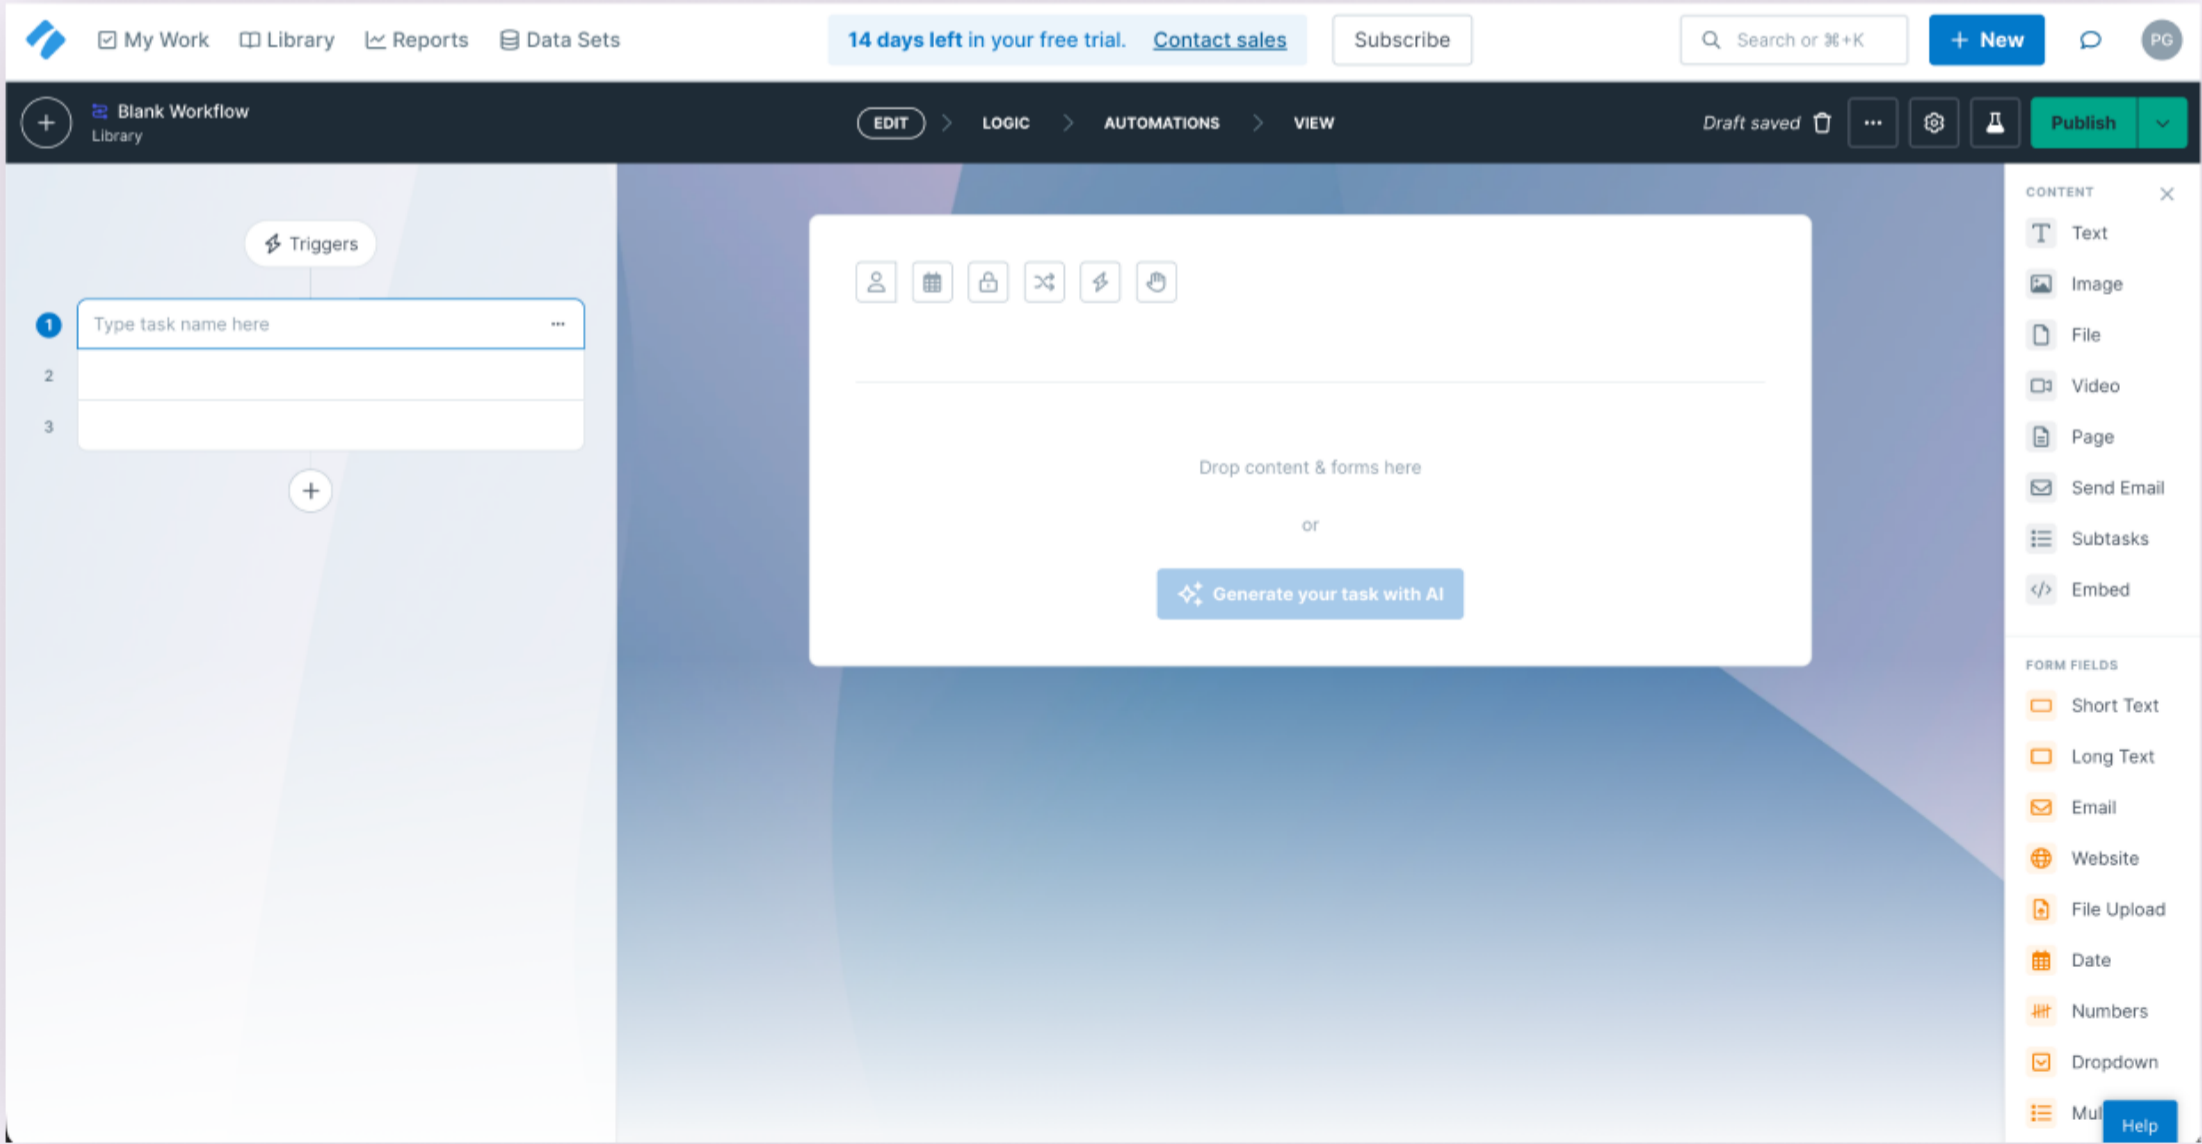 My Work
Library
Reports
Data Sets
14 days left in your free trial. Contact sales
Subscribe
Search or ⌘+K
+ New
PG
Blank Workflow
Library
EDIT
LOGIC
AUTOMATIONS
VIEW
Draft saved
Publish
Triggers
1
Type task name here
2
3
Drop content & forms here
or
Generate your task with AI
CONTENT
Text
Image
File
Video
Page
Send Email
Subtasks
Embed
FORM FIELDS
Short Text
Long Text
Email
Website
File Upload
Date
Numbers
Dropdown
Help